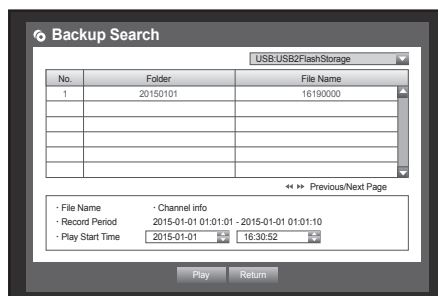 Backup Search
USB:USB2FlashStorage
No. Folder File Name
1 20150101 16190000
Previous/Next Page
· File Name · Channel info
· Record Period 2015-01-01 01:01:01 - 2015-01-01 01:01:10
· Play Start Time 2015-01-01 16:30:52
Play Return